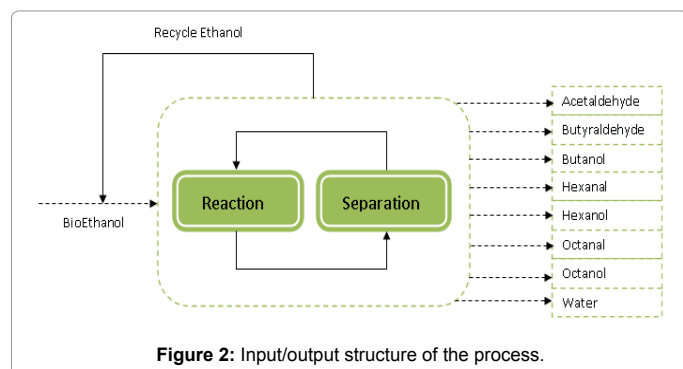 Recycle Ethanol
BioEthanol
Reaction
Separation
Acetaldehyde
Butyraldehyde
Butanol
Hexanal
Hexanol
Octanal
Octanol
Water
Figure 2: Input/output structure of the process.